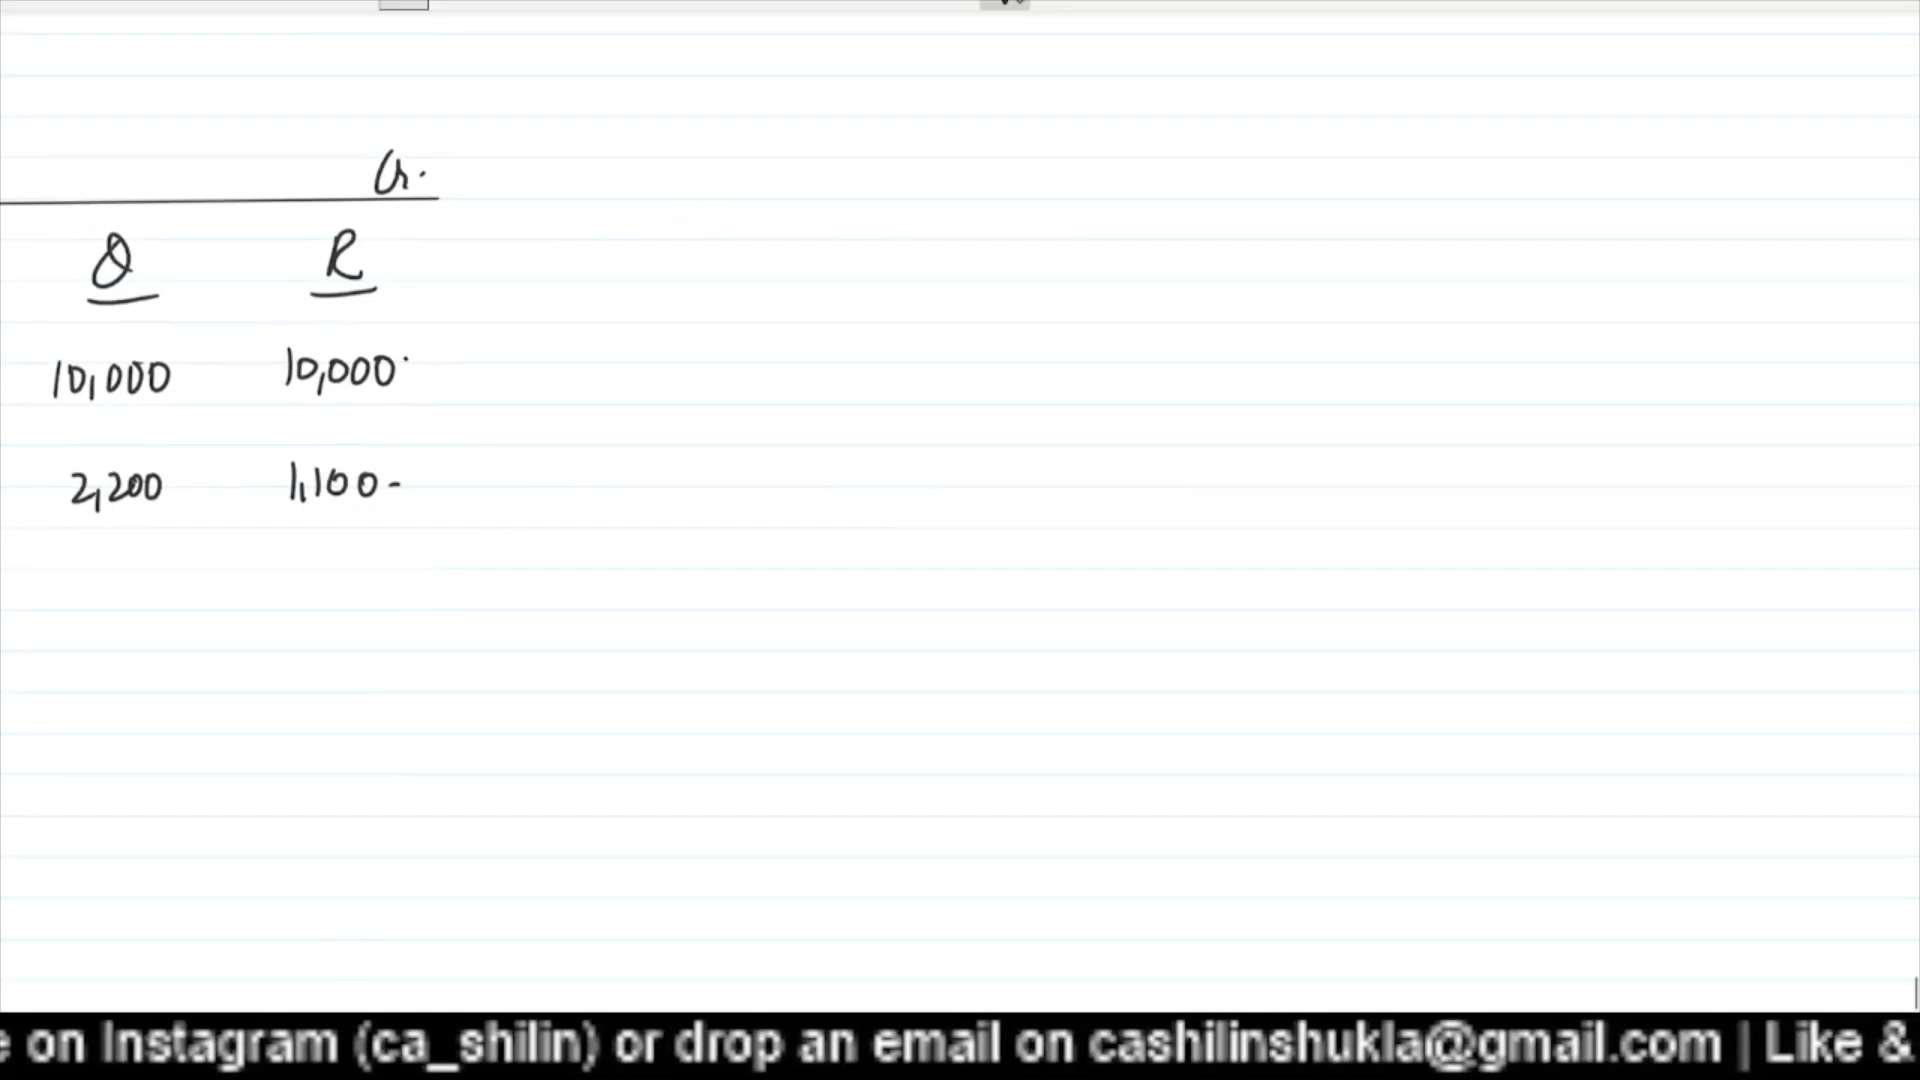 Cr.
Q R
10,000 10,000
2,200 1,100
e on Instagram (ca_shilin) or drop an email on cashilinshukla@gmail.com | Like &